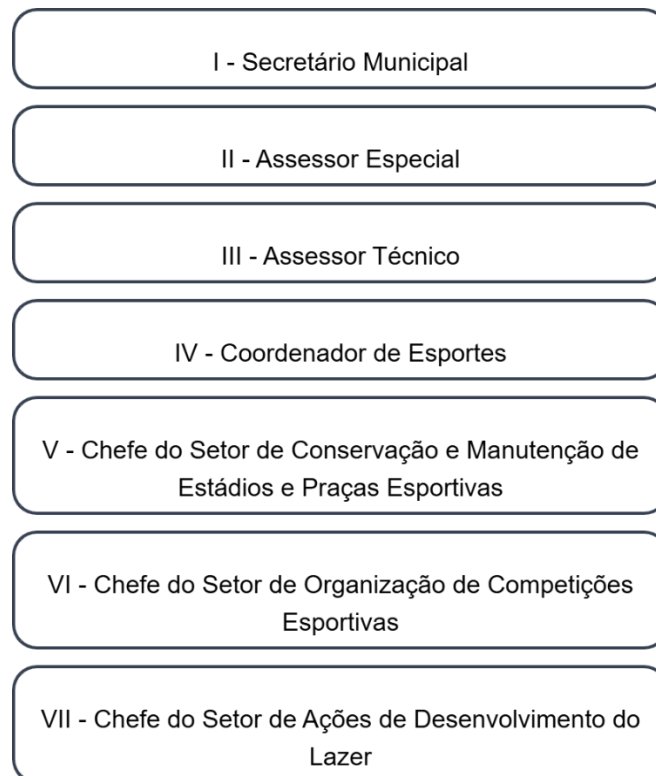 I - Secretário Municipal
II - Assessor Especial
III - Assessor Técnico
IV - Coordenador de Esportes
V - Chefe do Setor de Conservação e Manutenção de
Estádios e Praças Esportivas
VI - Chefe do Setor de Organização de Competições
Esportivas
VII - Chefe do Setor de Ações de Desenvolvimento do
Lazer